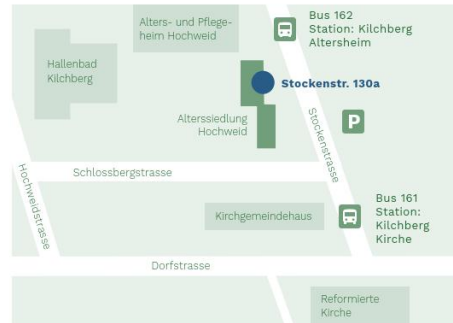 Bus 162
Station: Kilchberg
Altersheim
Alters- und Pflege-
heim Hochweid
Hallenbad
Kilchberg
Stockenstr. 130a
Alterssiedlung
Hochweid
P
Stockenstrasse
Schlossbergstrasse
Hochweidstrasse
Bus 161
Station:
Kilchberg
Kirche
Kirchgemeindehaus
Dorfstrasse
Reformierte
Kirche